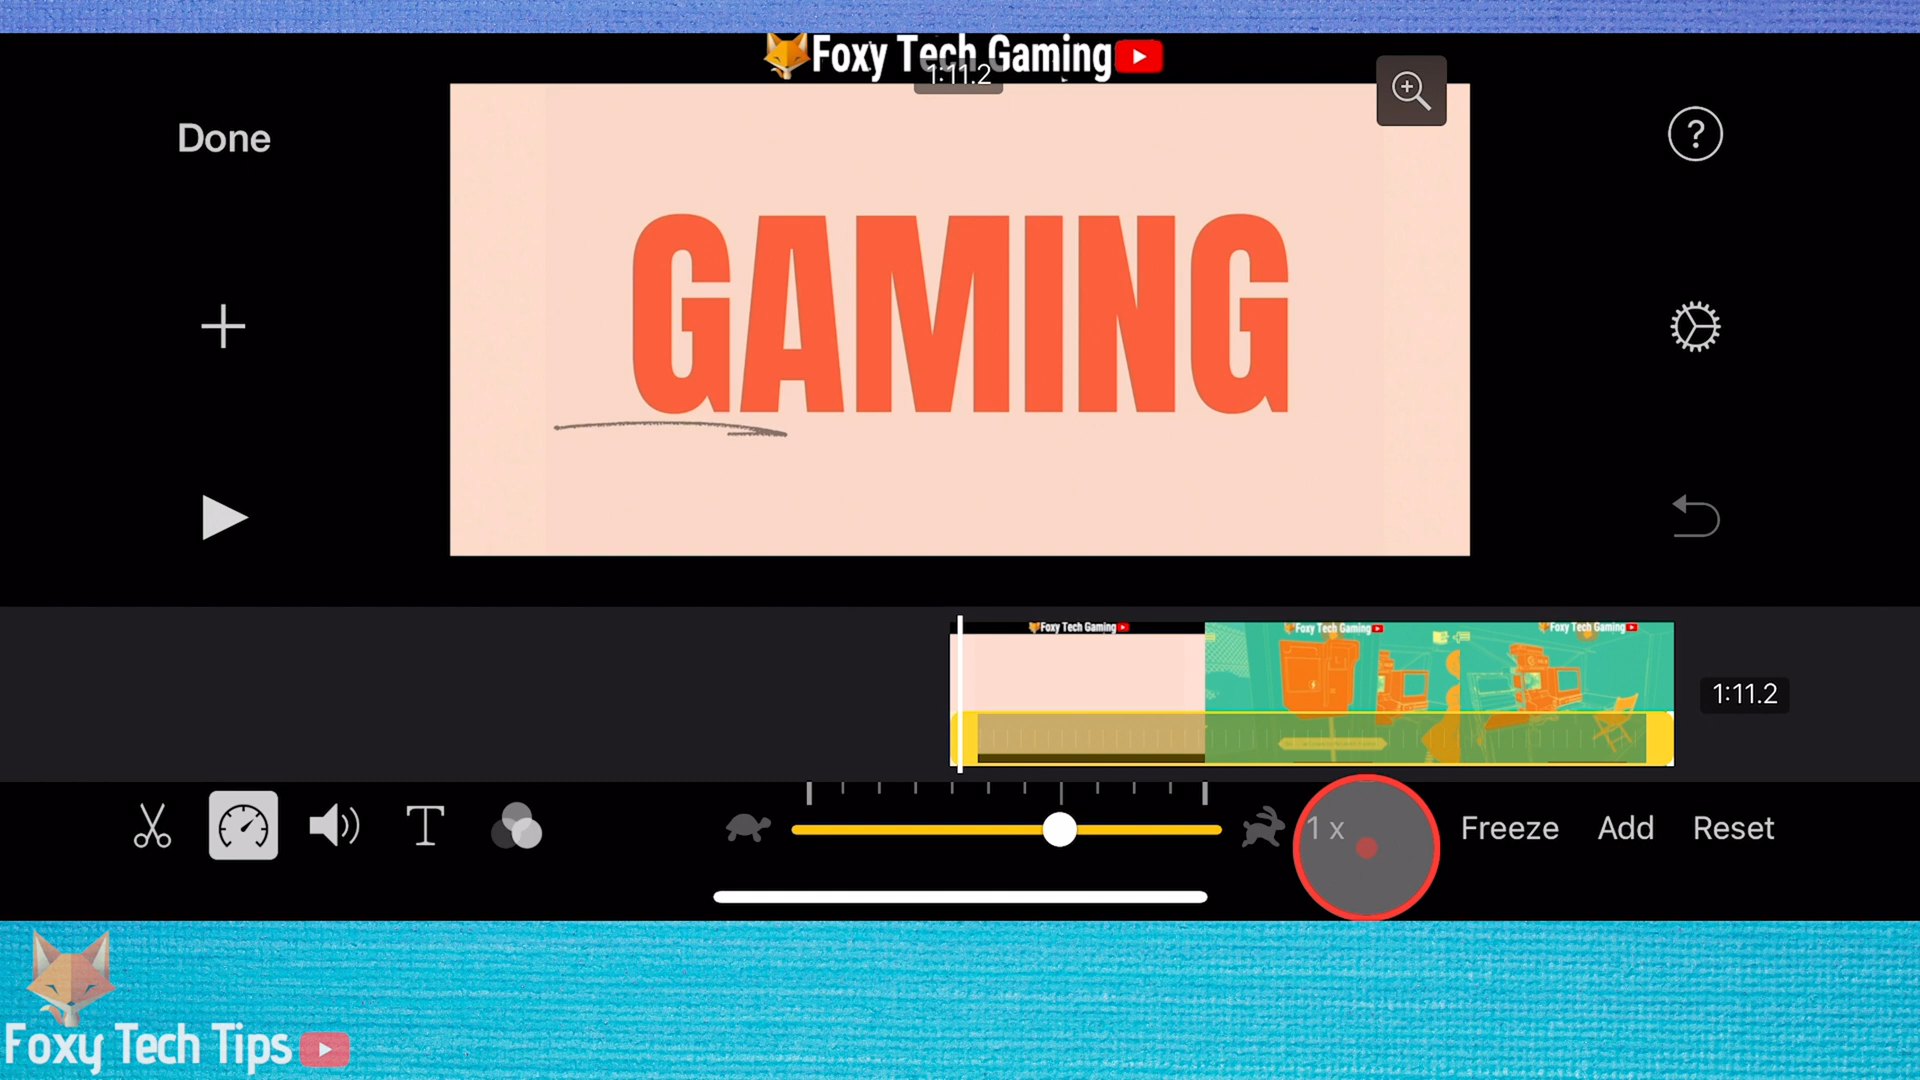 Foxy Tech Gaming
1:11.2
Done
?
GAMING
Foxy Tech Gaming
Foxy Tech Gaming
Foxy Tech Gaming
1:11.2
T
1 x
Freeze
Add
Reset
Foxy Tech Tips